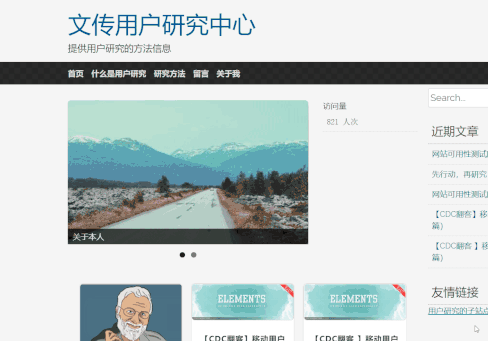 文传用户研究中心
提供用户研究的方法信息
首页 什么是用户研究 研究方法 留言 关于我
Search...
访问量
821 人次
近期文章
网站可用性测试
先行动，再研究
网站可用性测试
【CDC翻客】移
篇）
【CDC翻客 】移
篇）
关于本人
友情链接
用户研究的子站点
ELEMENTS
ELEMENTS
【CDC翻客】移动用户
【CDC翻客 】移动用户